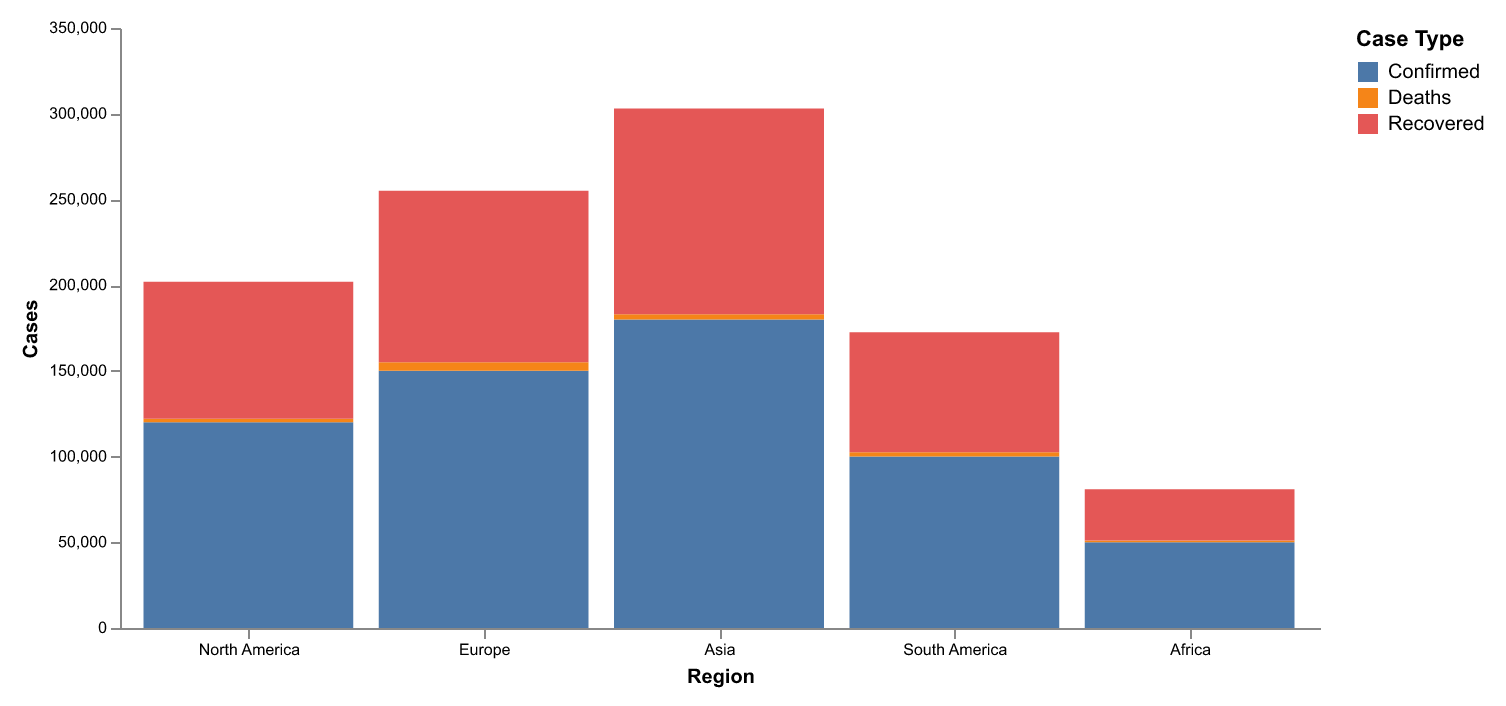 350,000
300,000
250,000
200,000
150,000
100,000
50,000
0
Cases
North America
Europe
Asia
South America
Africa
Region
Case Type
Confirmed
Deaths
Recovered